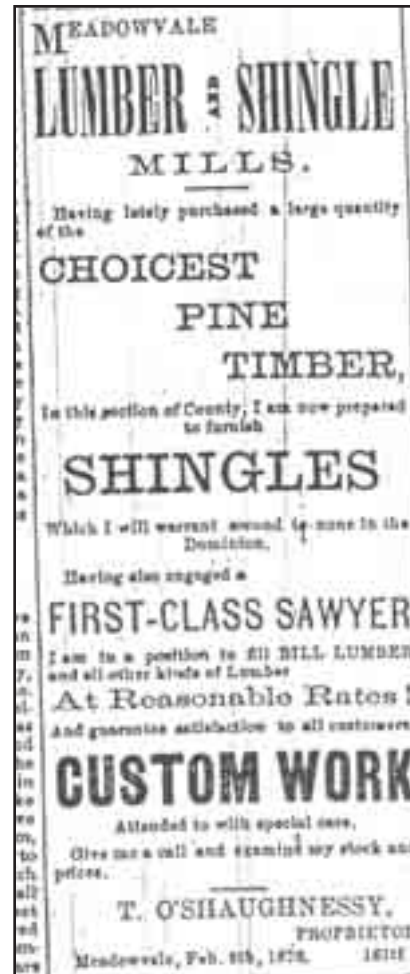 MEADOWVALE
LUMBER AND SHINGLE
MILLS.
Having lately purchased a large quantity
of the
CHOICEST
PINE
TIMBER,
In this section of County, I am now prepared
to furnish
SHINGLES
Which I will warrant second to none in the
Dominion.
Having also engaged a
FIRST-CLASS SAWYER
I am in a position to fill BILL LUMBER
and all other kinds of Lumber
At Reasonable Rates
And guarantee satisfaction to all customers
CUSTOM WORK
Attended to with special care.
Give me a call and examine my stock and
prices.
T. O'SHAUGHNESSY,
PROPRIETOR
Meadowvale, Feb.